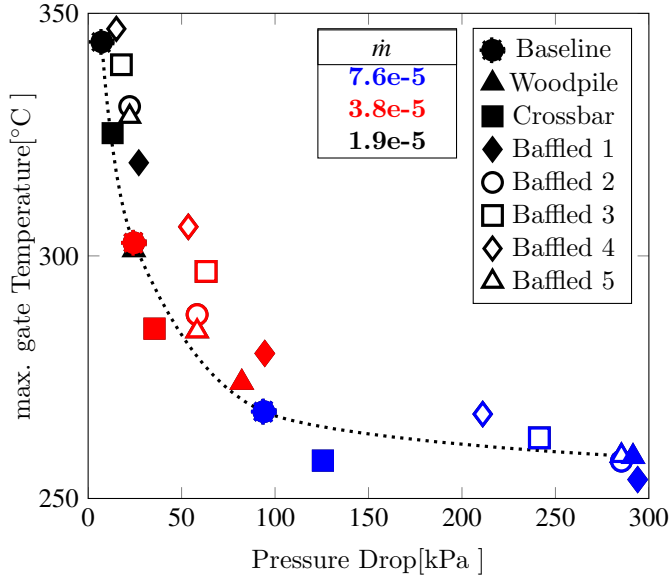 350
300
250
0
50
100
150
200
250
300
max. gate Temperature[°C ]
Pressure Drop[kPa ]
ṁ
7.6e-5
3.8e-5
1.9e-5
Baseline
Woodpile
Crossbar
Baffled 1
Baffled 2
Baffled 3
Baffled 4
Baffled 5